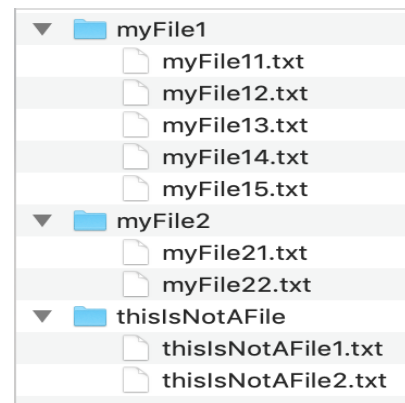 myFile1
myFile11.txt
myFile12.txt
myFile13.txt
myFile14.txt
myFile15.txt
myFile2
myFile21.txt
myFile22.txt
thisIsNotAFile
thisIsNotAFile1.txt
thisIsNotAFile2.txt